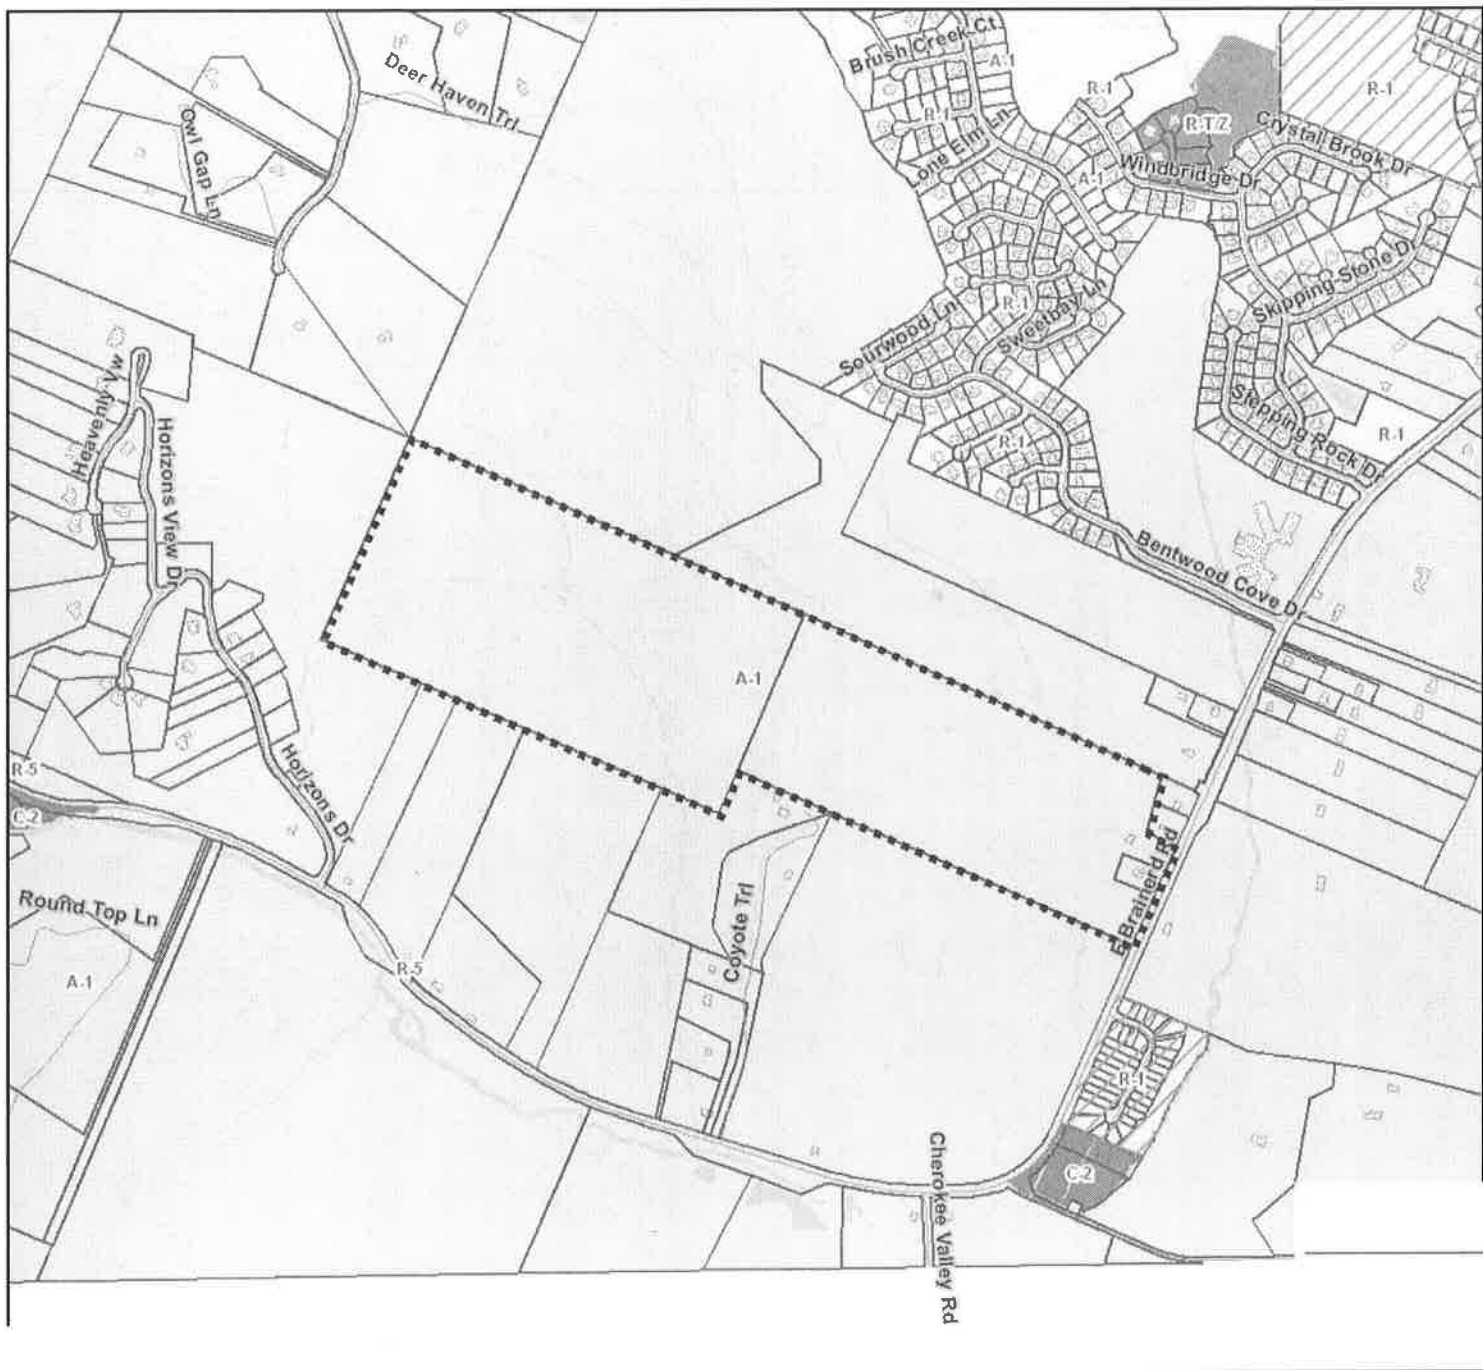 Brush Creek Ct
A-1
Deer Haven Trl
R-1
R-1
R-1
R-T/Z
Crystal Brook Dr
Owl Gap Ln
Lone Elm Ln
A-1
Windbridge Dr
Skipping Stone Dr
R-1
Sweetbay Ln
Sourwood Ln
Heavenly Vw
Horizons View Dr
Stepping Rock Dr
R-1
R-1
Bentwood Cove Dr
A-1
Horizons Dr
R-5
C-2
E Brainerd Rd
Round Top Ln
Coyote Trl
R-5
A-1
R-1
C-2
Cherokee Valley Rd